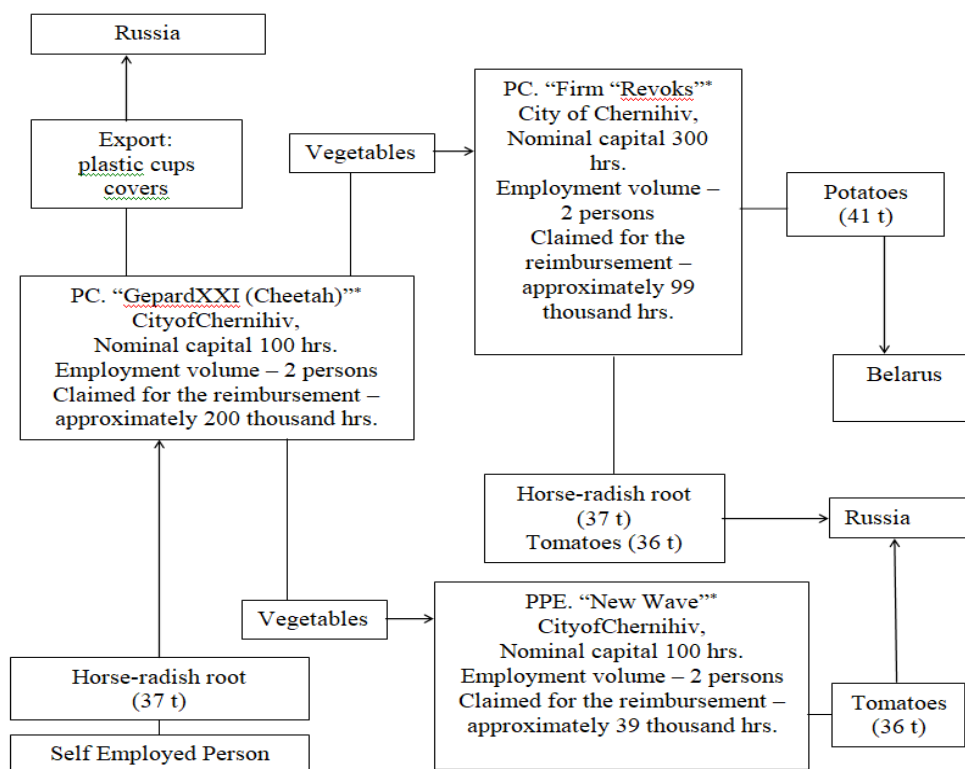 Russia
Export:
plastic cups
covers
Vegetables
PC. “Firm “Revoks”*
City of Chernihiv,
Nominal capital 300
hrs.
Employment volume –
2 persons
Claimed for the
reimbursement –
approximately 99
thousand hrs.
Potatoes
(41 t)
Belarus
PC. “GepardXXI (Cheetah)”*
CityofChernihiv,
Nominal capital 100 hrs.
Employment volume – 2 persons
Claimed for the reimbursement –
approximately 200 thousand hrs.
Horse-radish root
(37 t)
Tomatoes (36 t)
Russia
Vegetables
PPE. “New Wave”*
CityofChernihiv,
Nominal capital 100 hrs.
Employment volume – 2 persons
Claimed for the reimbursement –
approximately 39 thousand hrs.
Tomatoes
(36 t)
Horse-radish root
(37 t)
Self Employed Person